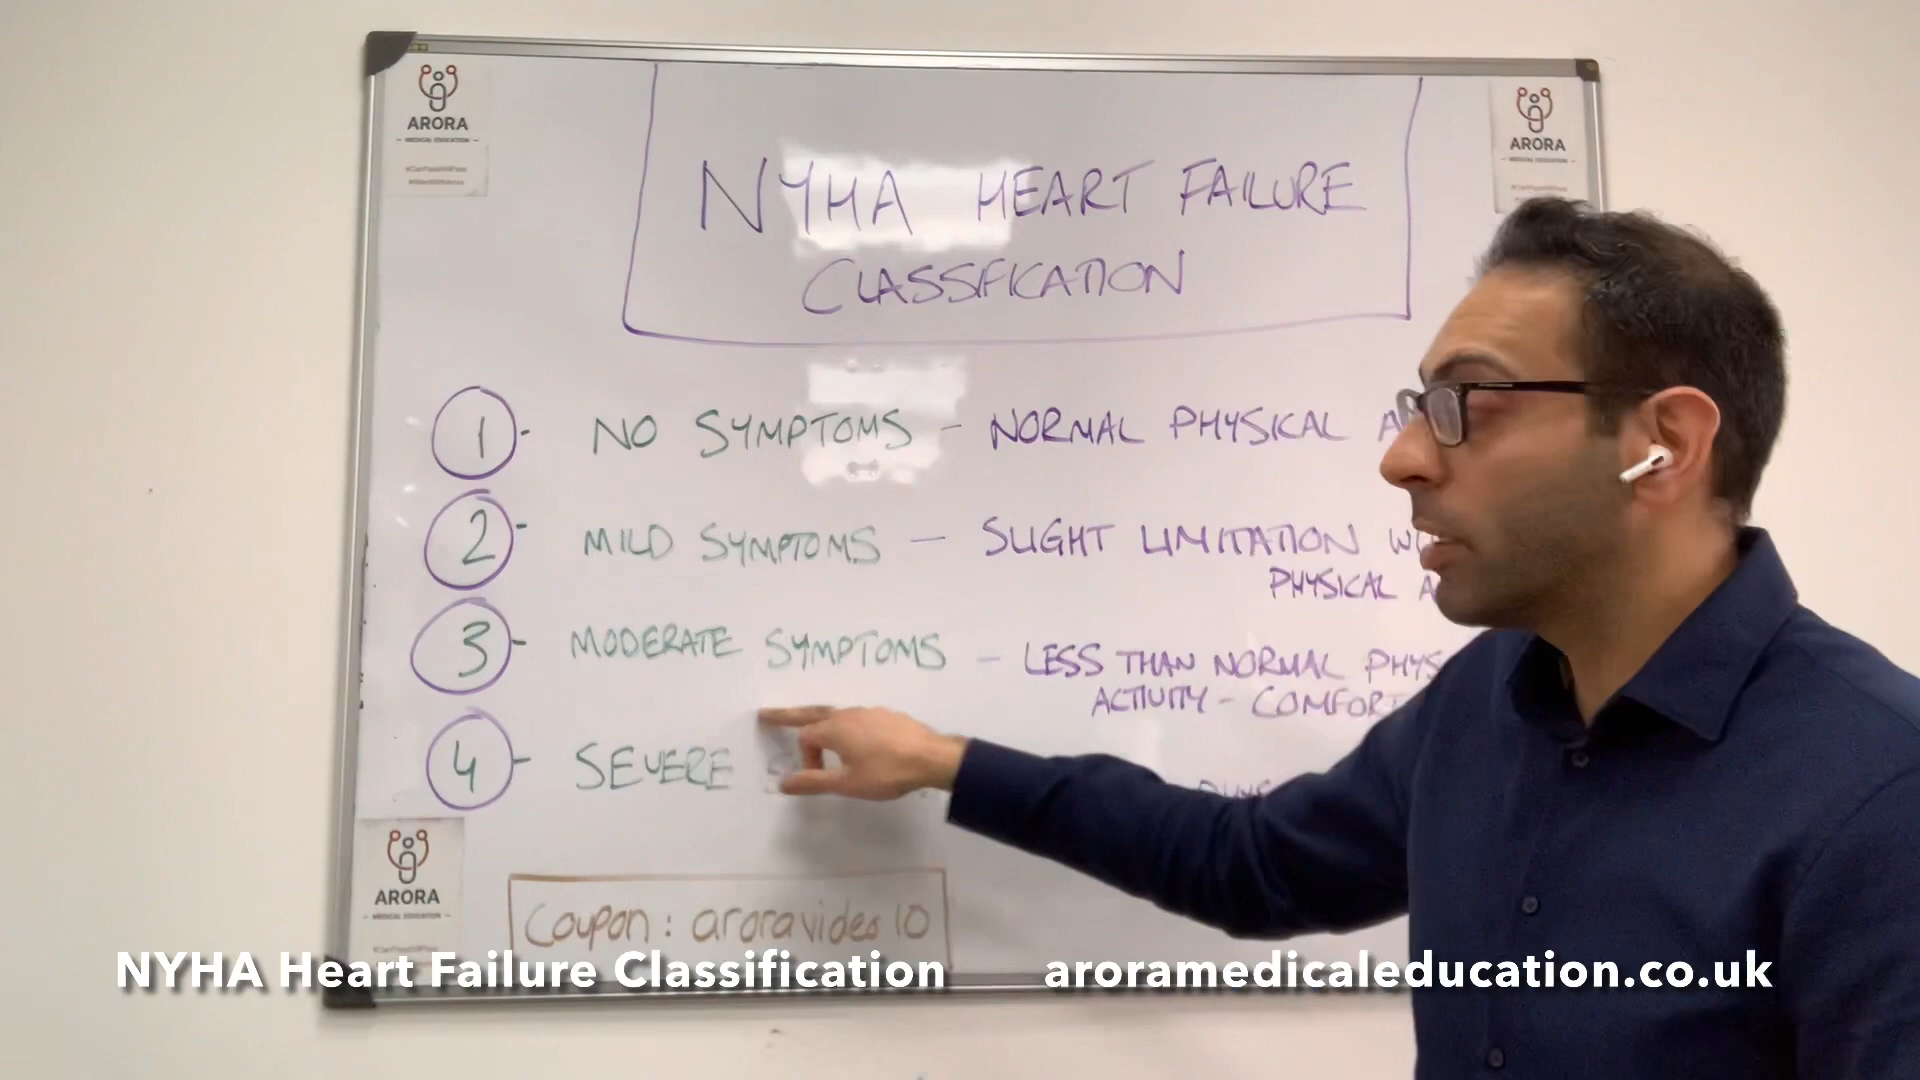 ARORA
MEDICAL EDUCATION
#CanPassWillPass
ARORA
MEDICAL EDUCATION
NYHA HEART FAILURE
CLASSIFICATION
1 - NO SYMPTOMS - NORMAL PHYSICAL A
2 - MILD SYMPTOMS - SLIGHT LIMITATION W
PHYSICAL A
3 - MODERATE SYMPTOMS - LESS THAN NORMAL PHYS
ACTIVITY - COMFORT
4 - SEVERE
ARORA
MEDICAL EDUCATION
Coupon: aroravideo10
NYHA Heart Failure Classification aroramedicaleducation.co.uk